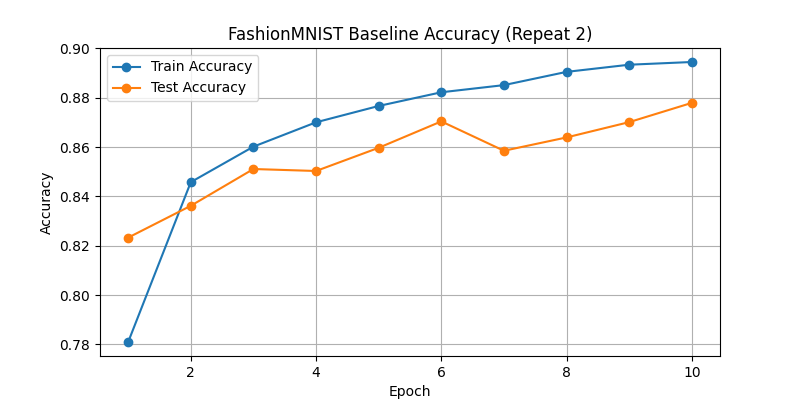 FashionMNIST Baseline Accuracy (Repeat 2)
Train Accuracy
Test Accuracy
0.90
0.88
0.86
0.84
0.82
0.80
0.78
Accuracy
2 4 6 8 10
Epoch